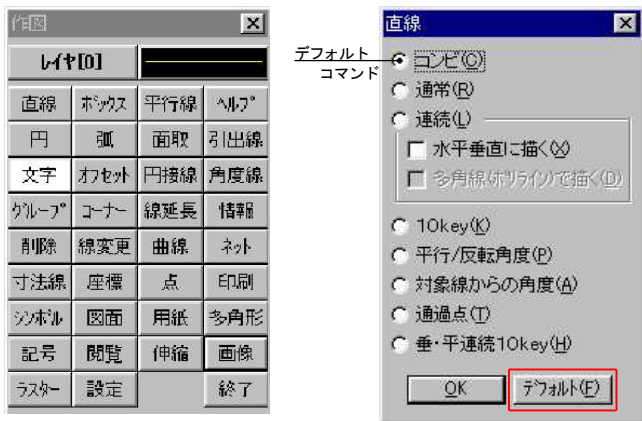 作図
ﾚｲﾔ[0]
直線 ﾎﾞｯｸｽ 平行線 ﾍﾙﾌﾟ
円 弧 面取 引出線
文字 ｵﾌｾｯﾄ 円接線 角度線
ｸﾞﾙｰﾌﾟ ｺｰﾅｰ 線延長 情報
削除 線変更 曲線 ﾈｯﾄ
寸法線 座標 点 印刷
ｼﾝﾎﾞﾙ 図面 用紙 多角形
記号 閲覧 伸縮 画像
ﾗｽﾀｰ 設定 終了
デフォルト
コマンド
直線
コンビ(C)
通常(R)
連続(L)
水平垂直に描く(X)
多角線(ﾎﾟﾘﾗｲﾝ)で描く(D)
10key(K)
平行/反転角度(P)
対象線からの角度(A)
通過点(T)
垂・平連続10key(H)
OK ﾃﾞﾌｫﾙﾄ(F)